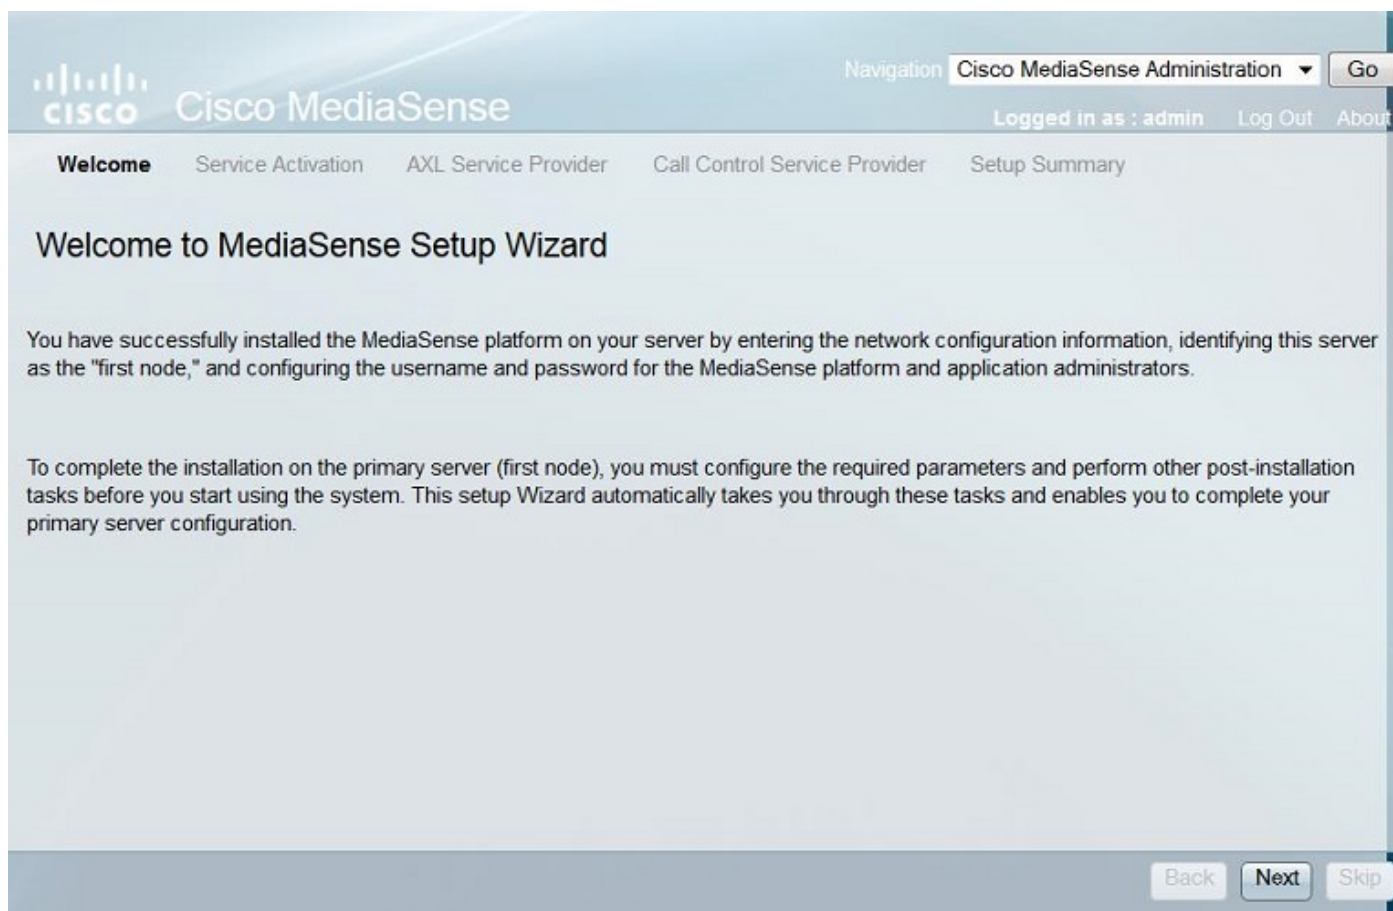 Navigation Cisco MediaSense Administration Go
CISCO Cisco MediaSense
Logged in as : admin Log Out About
Welcome Service Activation AXL Service Provider Call Control Service Provider Setup Summary
Welcome to MediaSense Setup Wizard
You have successfully installed the MediaSense platform on your server by entering the network configuration information, identifying this server
as the "first node," and configuring the username and password for the MediaSense platform and application administrators.
To complete the installation on the primary server (first node), you must configure the required parameters and perform other post-installation
tasks before you start using the system. This setup Wizard automatically takes you through these tasks and enables you to complete your
primary server configuration.
Back Next Skip